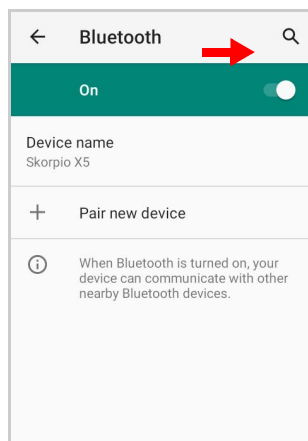 Bluetooth
On
Device name
Skorpio X5
Pair new device
When Bluetooth is turned on, your
device can communicate with other
nearby Bluetooth devices.